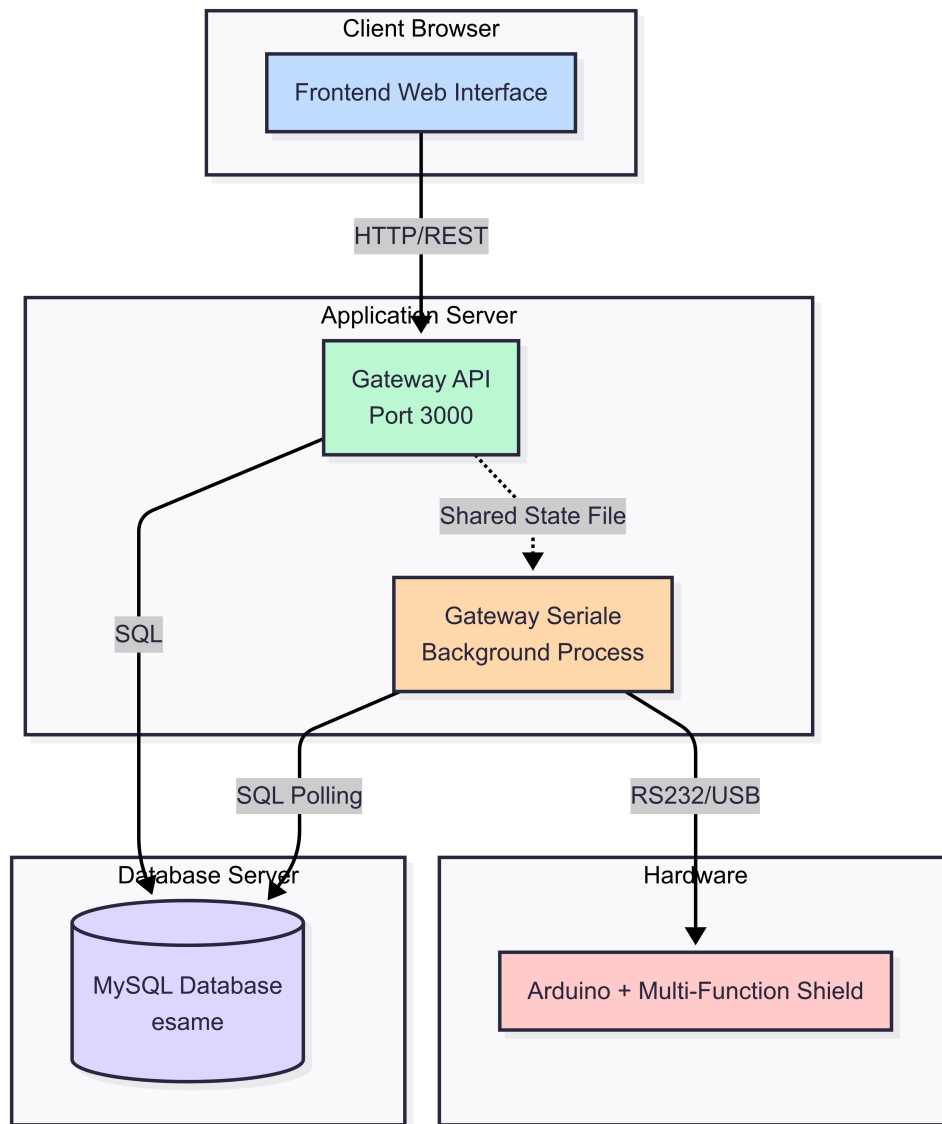 Client Browser
Frontend Web Interface
HTTP/REST
Application Server
Gateway API
Port 3000
Shared State File
Gateway Seriale
Background Process
SQL
SQL Polling
RS232/USB
Database Server
MySQL Database
esame
Hardware
Arduino + Multi-Function Shield